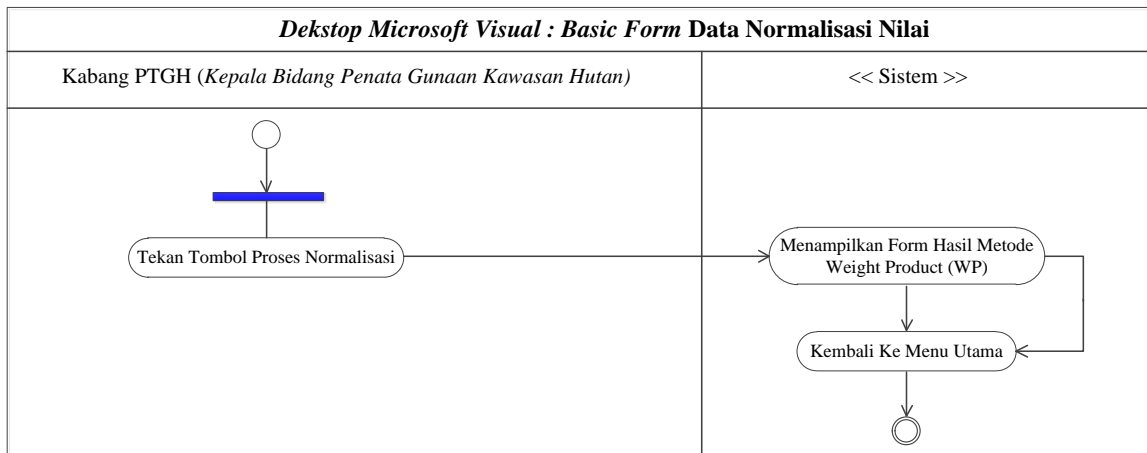 Dekstop Microsoft Visual : Basic Form Data Normalisasi Nilai
Kabang PTGH (Kepala Bidang Penata Gunaan Kawasan Hutan)
<< Sistem >>
Tekan Tombol Proses Normalisasi
Menampilkan Form Hasil Metode
Weight Product (WP)
Kembali Ke Menu Utama